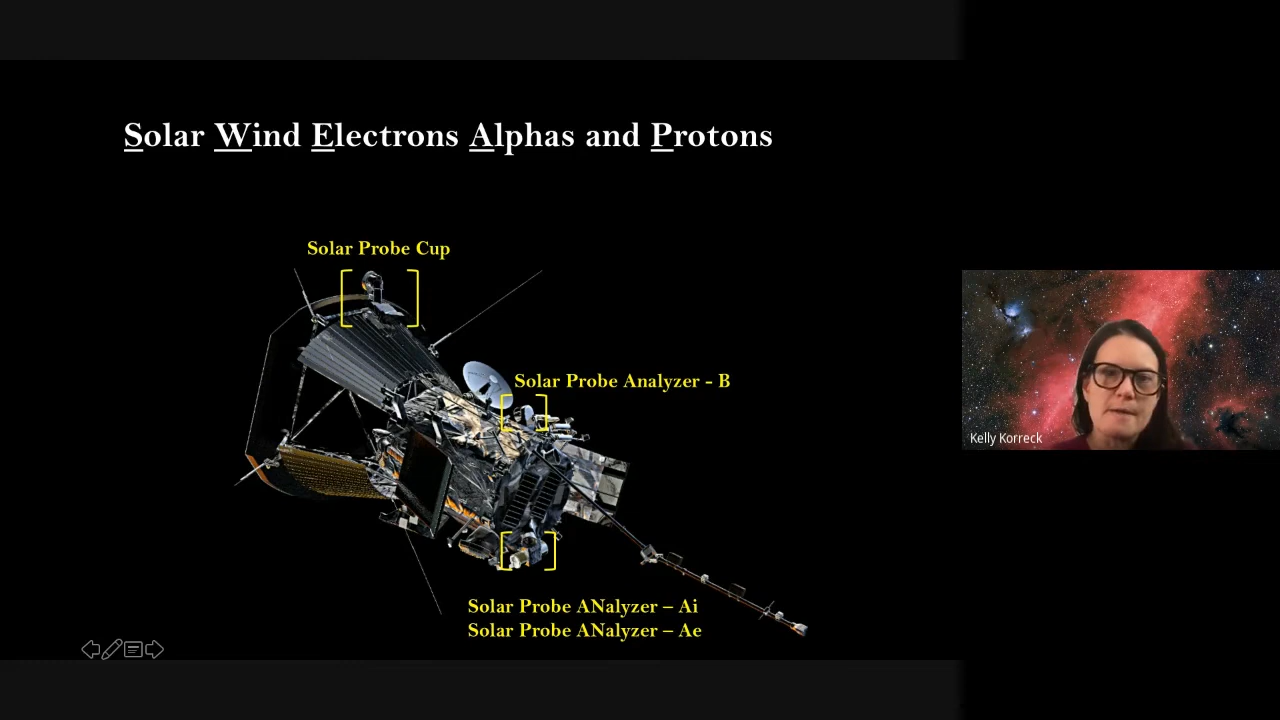 Solar Wind Electrons Alphas and Protons
Solar Probe Cup
Solar Probe Analyzer - B
Kelly Korreck
Solar Probe ANalyzer – Ai
Solar Probe ANalyzer – Ae